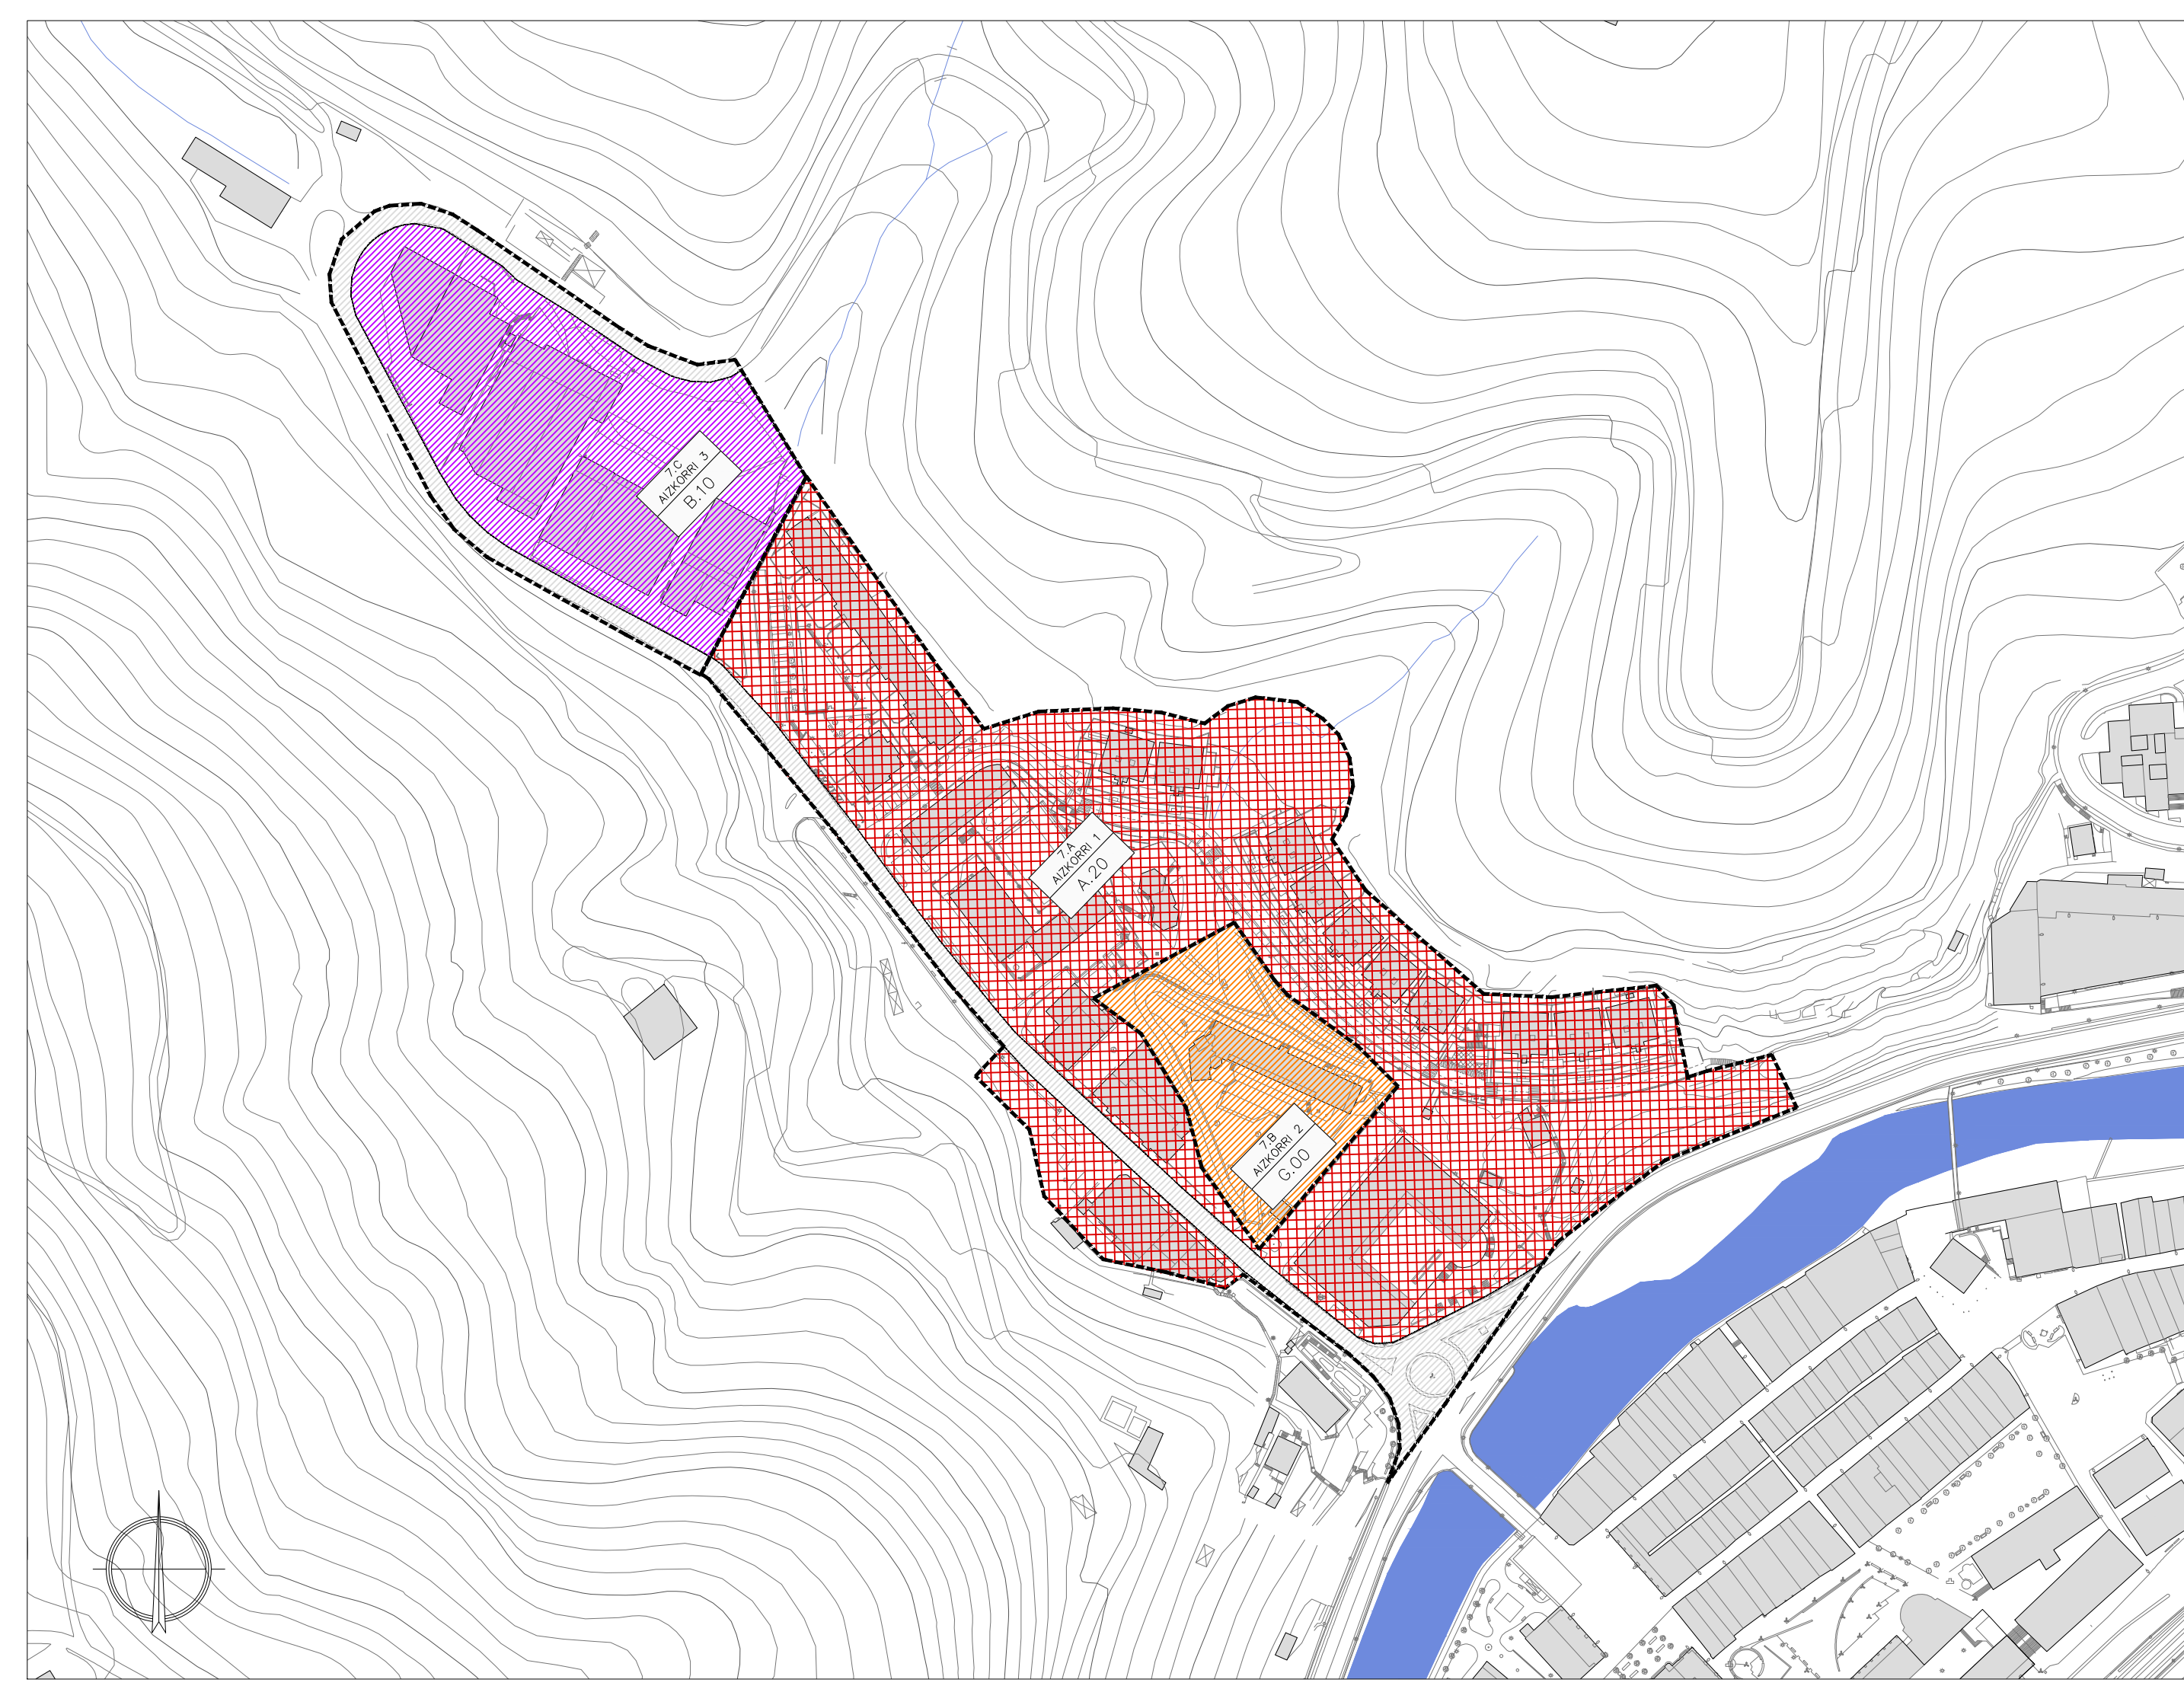 7.C
AIZKORRI 3
B.10
7.A
AIZKORRI 1
A.20
7.B
AIZKORRI 2
G.00